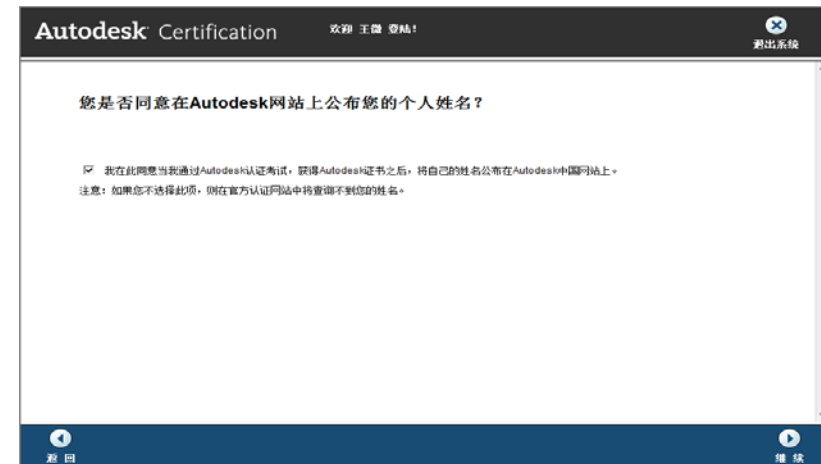 Autodesk Certification
欢迎 王微 登陆!
退出系统
您是否同意在Autodesk网站上公布您的个人姓名？
我在此同意当我通过Autodesk认证考试，获得Autodesk证书之后，将自己的姓名公布在Autodesk中国网站上。
注意：如果您不选择此项，则在官方认证网站中将查询不到您的姓名。
返 回
继 续